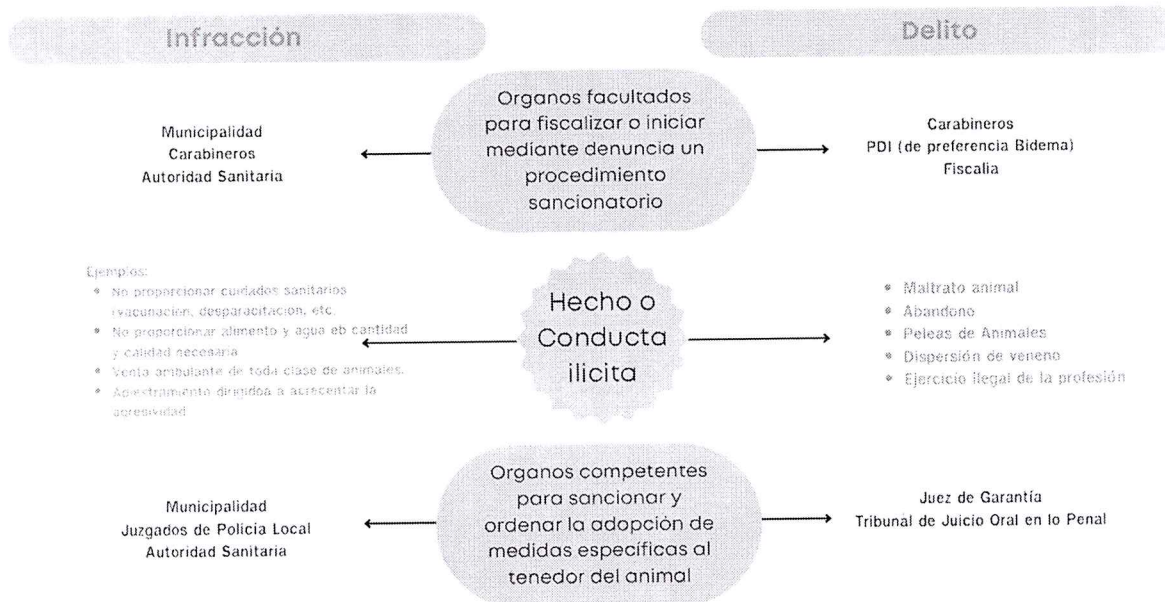 Infracción
Delito
Organos facultados
para fiscalizar o iniciar
mediante denuncia un
procedimiento
sancionatorio
Municipalidad
Carabineros
Autoridad Sanitaria
Carabineros
PDI (de preferencia Bidema)
Fiscalia
Ejemplos:
No proporcionar cuidados sanitarios
(vacunación, desparacitación, etc.
No proporcionar alimento y agua eb cantidad
y calidad necesaria
Venta ambulante de toda clase de animales.
a acrecentar la
agresividad
Hecho o
Conducta
ilicita
Maltrato animal
Abandono
Peleas de Animales
Dispersión de veneno
Ejercicio ilegal de la profesión
Organos competentes
para sancionar y
ordenar la adopción de
medidas específicas al
tenedor del animal
Municipalidad
Juzgados de Policia Local
Autoridad Sanitaria
Juez de Garantía
Tribunal de Juicio Oral en lo Penal